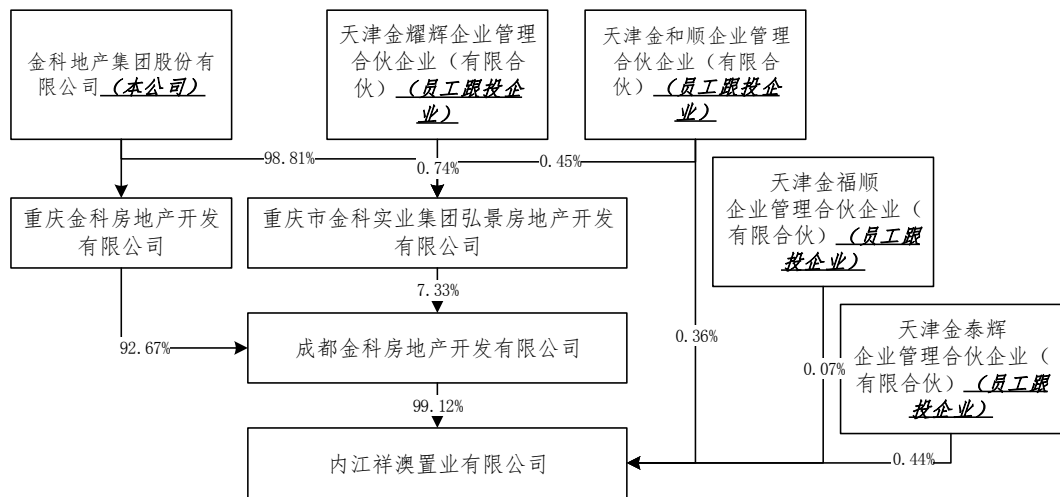 金科地产集团股份有
限公司（本公司）
天津金耀辉企业管理
合伙企业（有限合
伙）（员工跟投企
业）
天津金和顺企业管理
合伙企业（有限合
伙）（员工跟投企
业）
98.81%
0.74%
0.45%
天津金福顺
企业管理合伙企业（
有限合伙）（员工跟
投企业）
重庆金科房地产开发
有限公司
重庆市金科实业集团弘景房地产开发
有限公司
7.33%
92.67%
成都金科房地产开发有限公司
0.36%
0.07%
天津金泰辉
企业管理合伙企业（
有限合伙）（员工跟
投企业）
99.12%
内江祥澳置业有限公司
0.44%